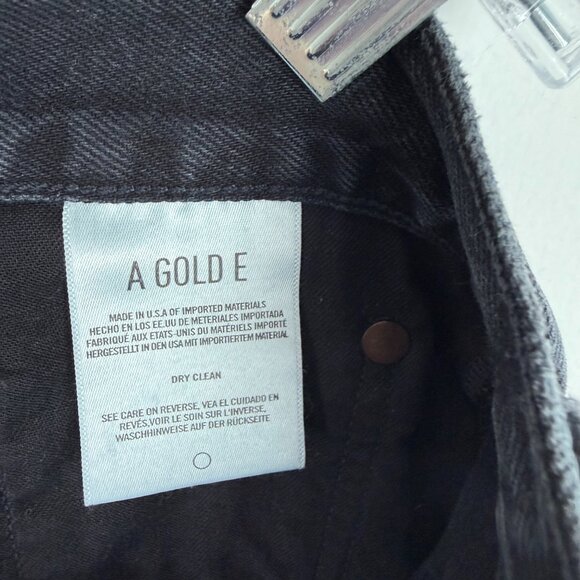 A GOLD E
MADE IN U.S.A OF IMPORTED MATERIALS
HECHO EN LOS EE.UU DE METERIALES IMPORTADA
FABRIQUÉ AUX ETATS-UNIS DU MATÉRIELS IMPORTÉ
HERGESTELLT IN DEN USA MIT IMPORTIERTEM MATERIAL
DRY CLEAN
SEE CARE ON REVERSE, VEA EL CUIDADO EN
REVÉS,VOIR LE SOIN SUR L'INVERSE,
WASCHHINWEISE AUF DER RÜCKSEITE